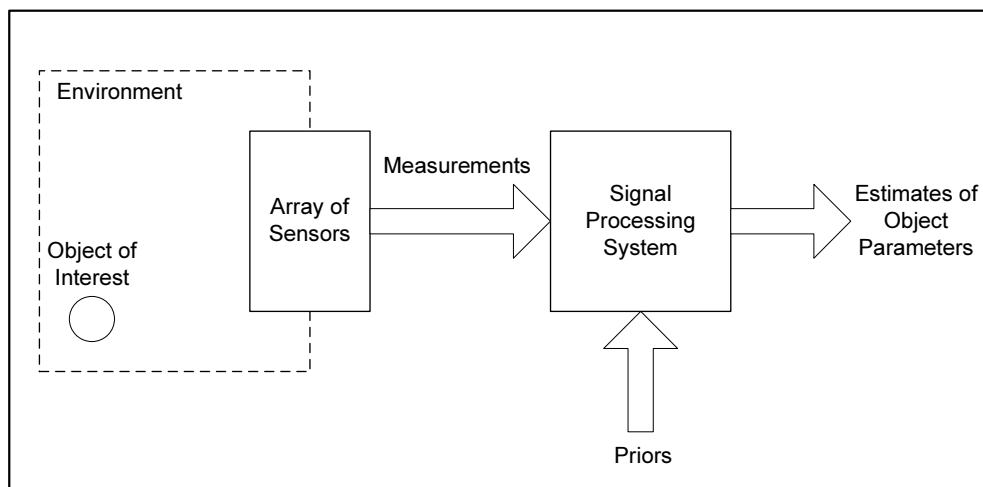 Environment
Object of
Interest
Array of
Sensors
Measurements
Signal
Processing
System
Estimates of
Object
Parameters
Priors